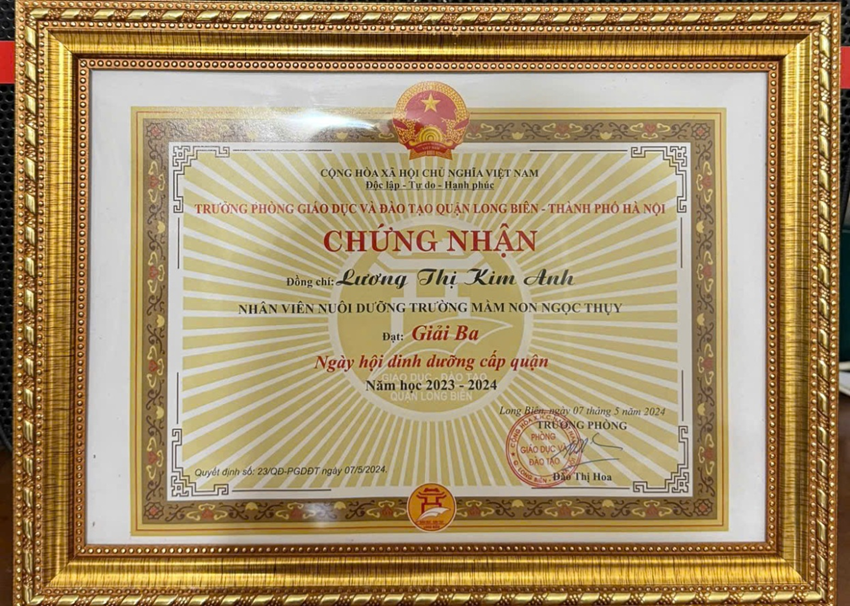 CỘNG HÒA XÃ HỘI CHỦ NGHĨA VIỆT NAM
Độc lập - Tự do - Hạnh phúc
TRƯỞNG PHÒNG GIÁO DỤC VÀ ĐÀO TẠO QUẬN LONG BIÊN - THÀNH PHỐ HÀ NỘI
CHỨNG NHẬN
Đồng chí: Lương Thị Kim Anh
NHÂN VIÊN NUÔI DƯỠNG TRƯỜNG MẦM NON NGỌC THỤY
Đạt: Giải Ba
Ngày hội dinh dưỡng cấp quận
GIÁO DỤC - ĐÀO TẠO
Năm học 2023 - 2024
QUẬN LONG BIÊN
Long Biên, ngày 07 tháng 5 năm 2024
TRƯỞNG PHÒNG
PHÒNG
GIÁO DỤC VÀ
ĐÀO TẠO
Quyết định số: 23/QĐ-PGDĐT ngày 07/5/2024.
Đào Thị Hoa